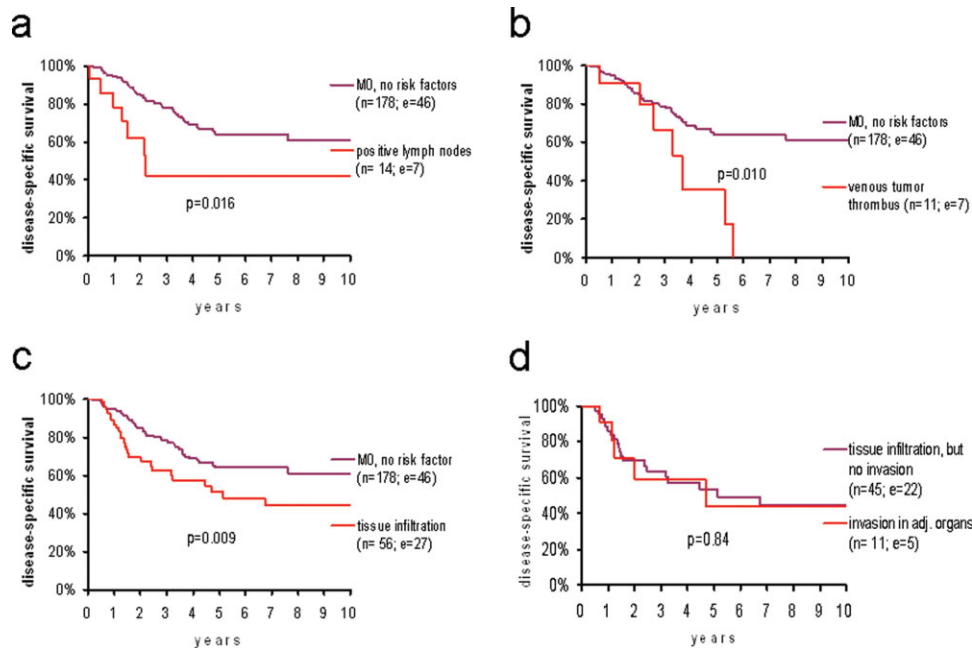 a
disease-specific survival
100%
80%
60%
40%
20%
0%
M0, no risk factors
(n= 178; e=46)
positive lymph nodes
(n= 14; e=7)
p=0.016
0 1 2 3 4 5 6 7 8 9 10
years
b
disease-specific survival
100%
80%
60%
40%
20%
0%
M0, no risk factors
(n=178; e=46)
p=0.010
venous tumor
thrombus (n=11; e=7)
0 1 2 3 4 5 6 7 8 9 10
years
c
disease-specific survival
100%
80%
60%
40%
20%
0%
M0, no risk factor
(n=178; e=46)
tissue infiltration
(n= 56; e=27)
p=0.009
0 1 2 3 4 5 6 7 8 9 10
years
d
disease-specific survival
100%
80%
60%
40%
20%
0%
tissue infiltration, but
no invasion
(n=45; e=22)
invasion in adj. organs
(n= 11; e=5)
p=0.84
0 1 2 3 4 5 6 7 8 9 10
years